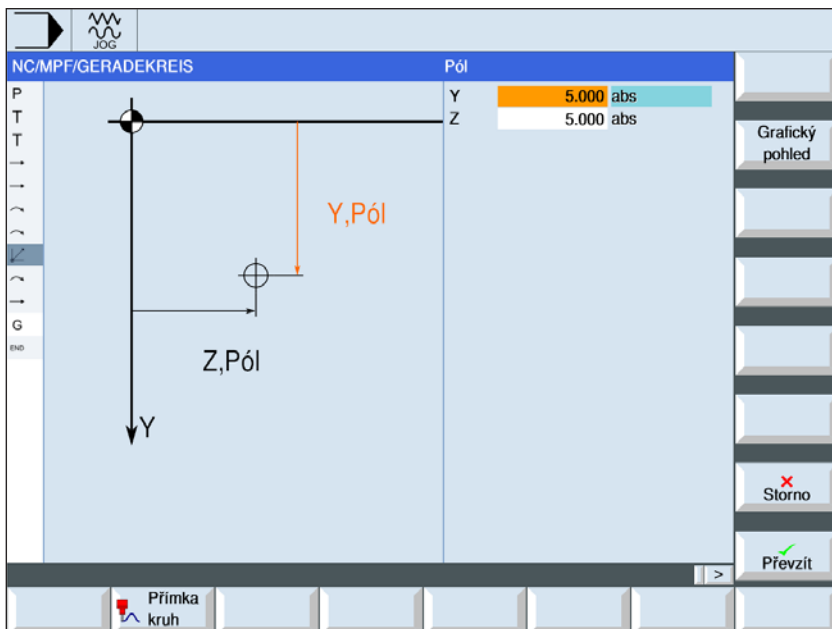 JOG
NC/MPF/GERADEKREIS
Pól
P
T
T
G
END
Y,Pól
Z,Pól
Y
Y 5.000 abs
Z 5.000 abs
Grafický
pohled
Storno
Převzít
>
Přímka
kruh